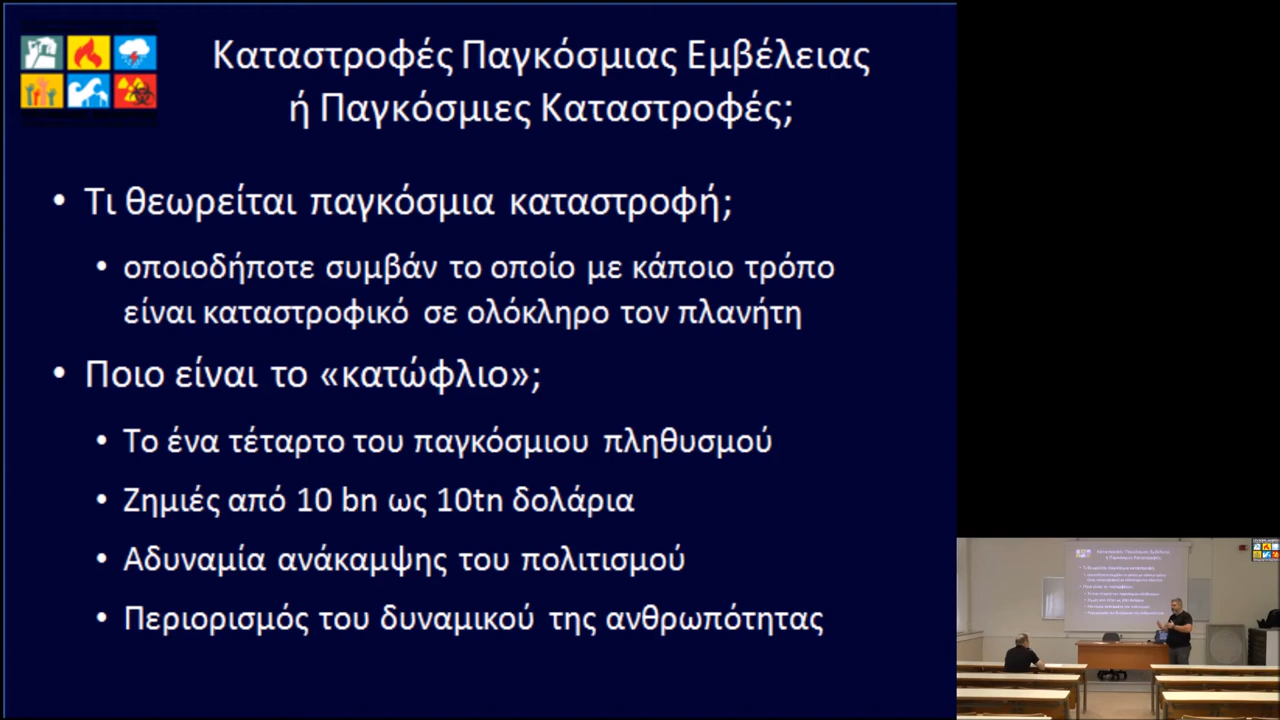 Καταστροφές Παγκόσμιας Εμβέλειας
ή Παγκόσμιες Καταστροφές;
• Τι θεωρείται παγκόσμια καταστροφή;
• οποιοδήποτε συμβάν το οποίο με κάποιο τρόπο
είναι καταστροφικό σε ολόκληρο τον πλανήτη
• Ποιο είναι το «κατώφλιο»;
• Το ένα τέταρτο του παγκόσμιου πληθυσμού
• Ζημιές από 10 bn ως 10tn δολάρια
• Αδυναμία ανάκαμψης του πολιτισμού
• Περιορισμός του δυναμικού της ανθρωπότητας